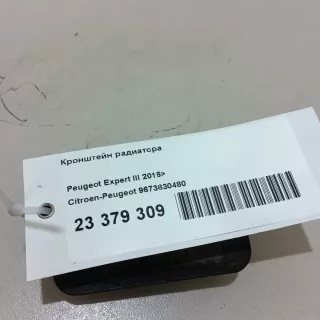 Кронштейн радиатора
Peugeot Expert III 2016>
Citroen-Peugeot 9673630480
23 379 309